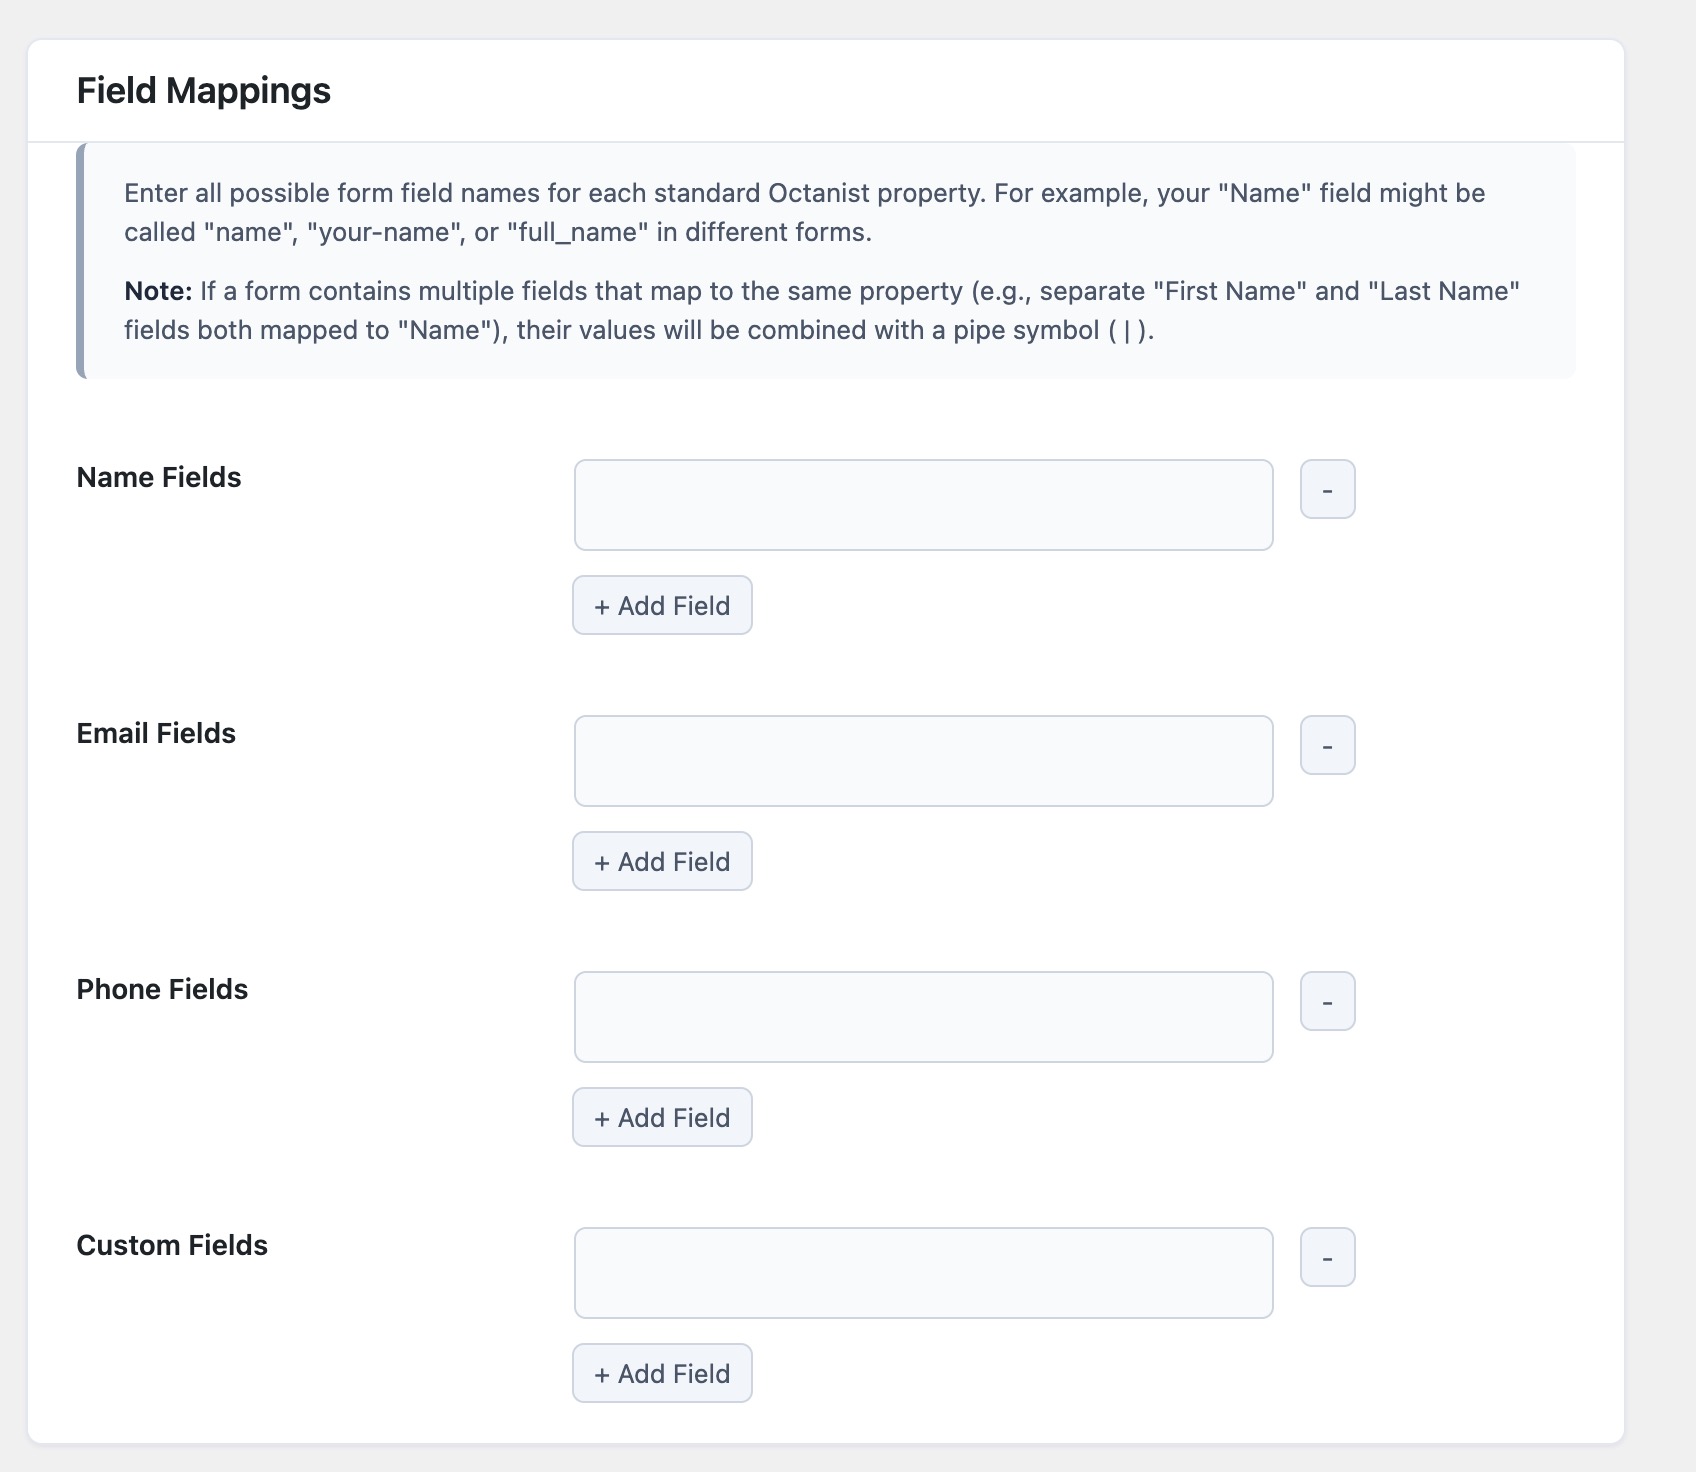 Field Mappings
Enter all possible form field names for each standard Octanist property. For example, your "Name" field might be
called "name", "your-name", or "full_name" in different forms.
Note: If a form contains multiple fields that map to the same property (e.g., separate "First Name" and "Last Name"
fields both mapped to "Name"), their values will be combined with a pipe symbol ( | ).
Name Fields
-
+ Add Field
Email Fields
-
+ Add Field
Phone Fields
-
+ Add Field
Custom Fields
-
+ Add Field